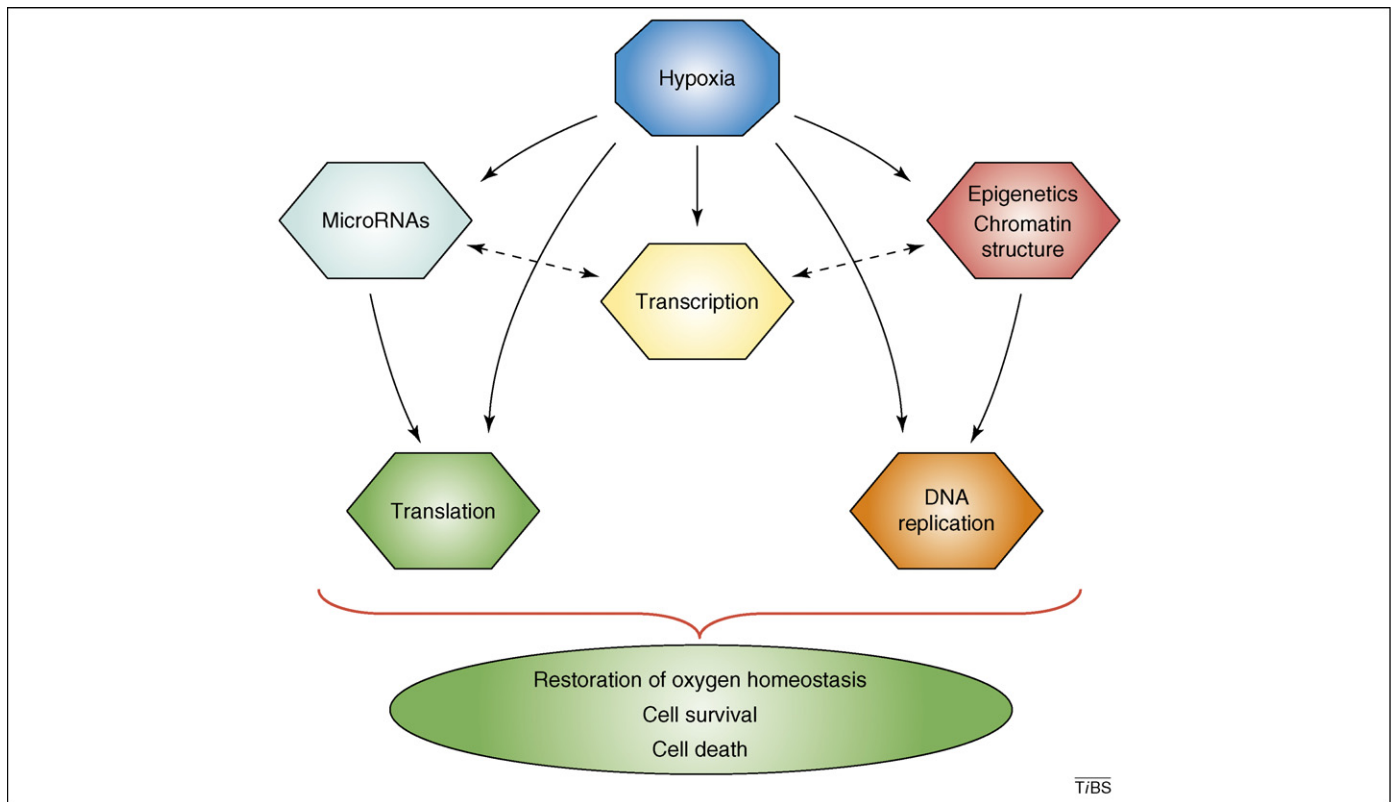 Hypoxia
MicroRNAs
Epigenetics
Chromatin
structure
Transcription
Translation
DNA
replication
Restoration of oxygen homeostasis
Cell survival
Cell death
TiBS